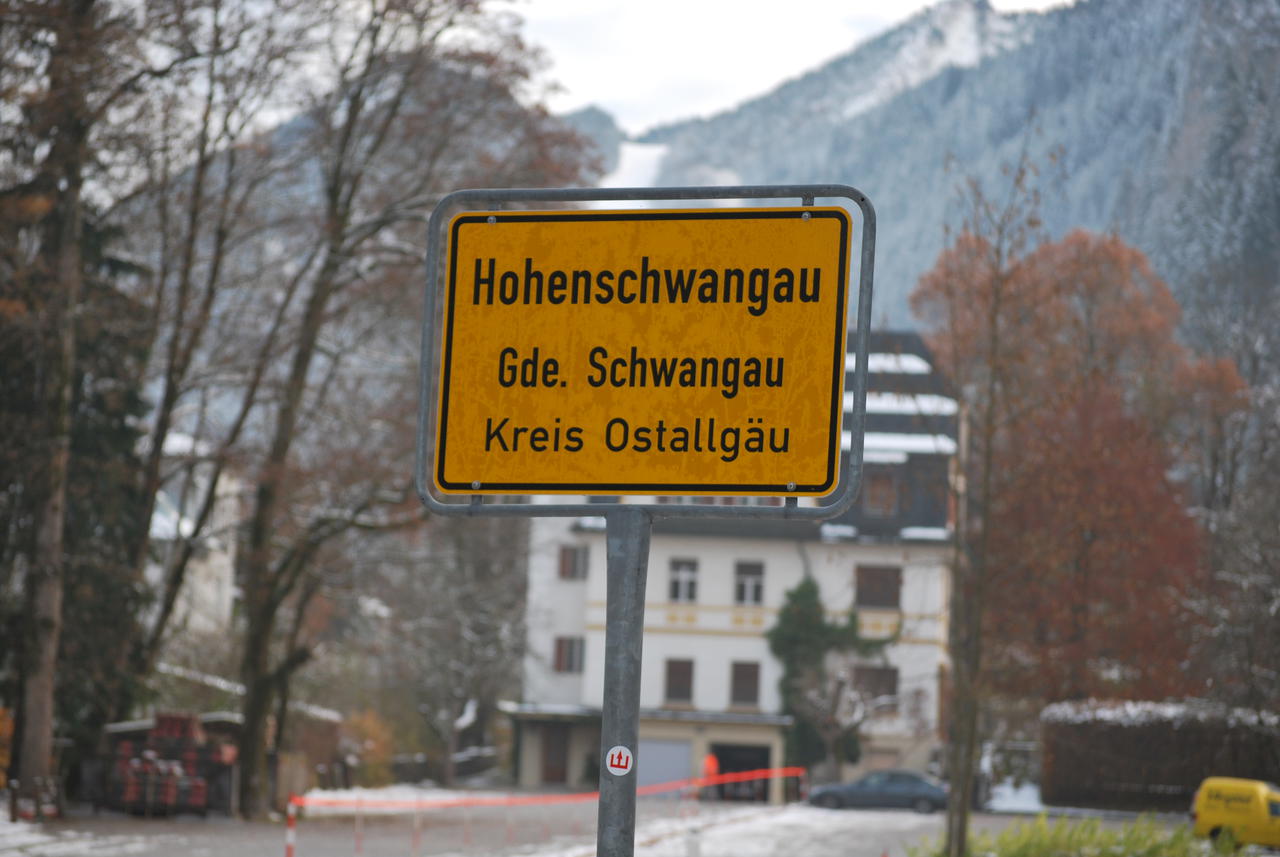 Hohenschwangau
Gde. Schwangau
Kreis Ostallgäu